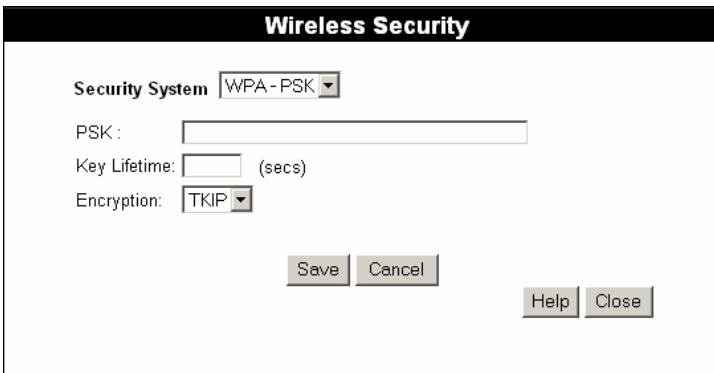 Wireless Security
Security System WPA-PSK
PSK :
Key Lifetime: (secs)
Encryption: TKIP
Save Cancel
Help Close